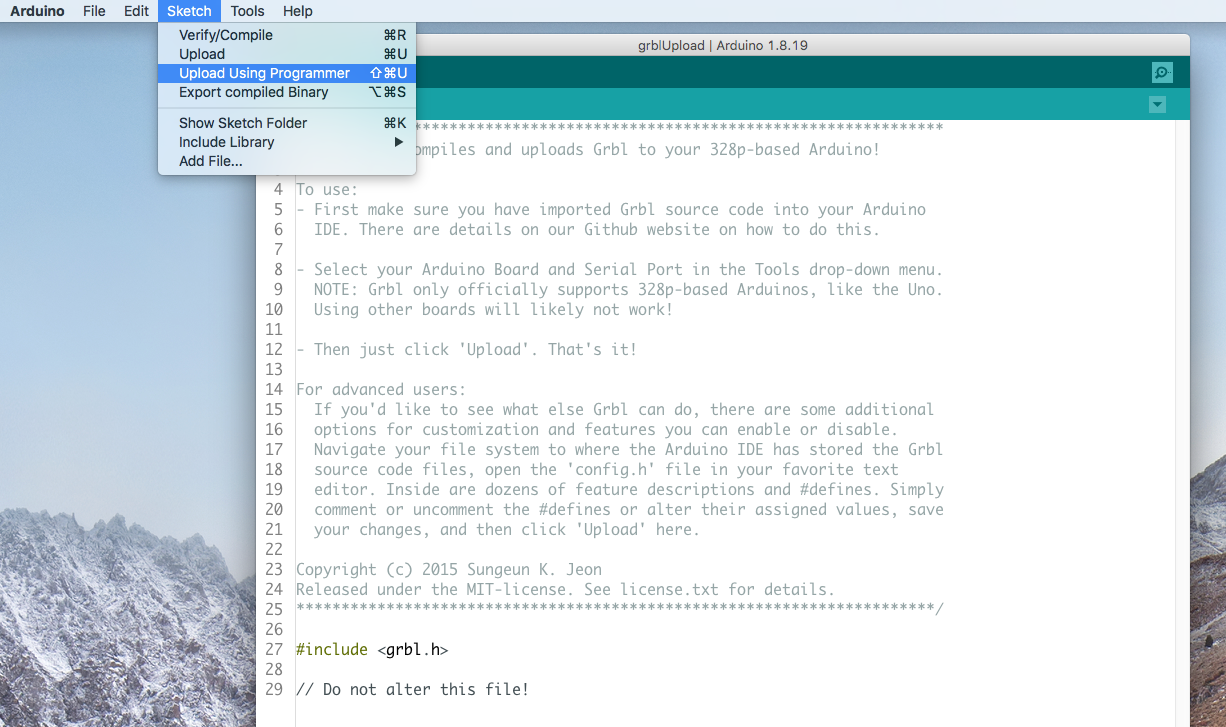 Arduino File Edit Sketch Tools Help
Verify/Compile ⌘R
Upload ⌘U
Upload Using Programmer ⇧⌘U
Export compiled Binary ⌥⌘S
Show Sketch Folder ⌘K
Include Library ▶
Add File...
grblUpload | Arduino 1.8.19
***********************************************************
ompiles and uploads Grbl to your 328p-based Arduino!
4 To use:
5 - First make sure you have imported Grbl source code into your Arduino
6 IDE. There are details on our Github website on how to do this.
7
8 - Select your Arduino Board and Serial Port in the Tools drop-down menu.
9 NOTE: Grbl only officially supports 328p-based Arduinos, like the Uno.
10 Using other boards will likely not work!
11
12 - Then just click 'Upload'. That's it!
13
14 For advanced users:
15 If you'd like to see what else Grbl can do, there are some additional
16 options for customization and features you can enable or disable.
17 Navigate your file system to where the Arduino IDE has stored the Grbl
18 source code files, open the 'config.h' file in your favorite text
19 editor. Inside are dozens of feature descriptions and #defines. Simply
20 comment or uncomment the #defines or alter their assigned values, save
21 your changes, and then click 'Upload' here.
22
23 Copyright (c) 2015 Sungeun K. Jeon
24 Released under the MIT-license. See license.txt for details.
25 ***********************************************************************/
26
27 #include <grbl.h>
28
29 // Do not alter this file!